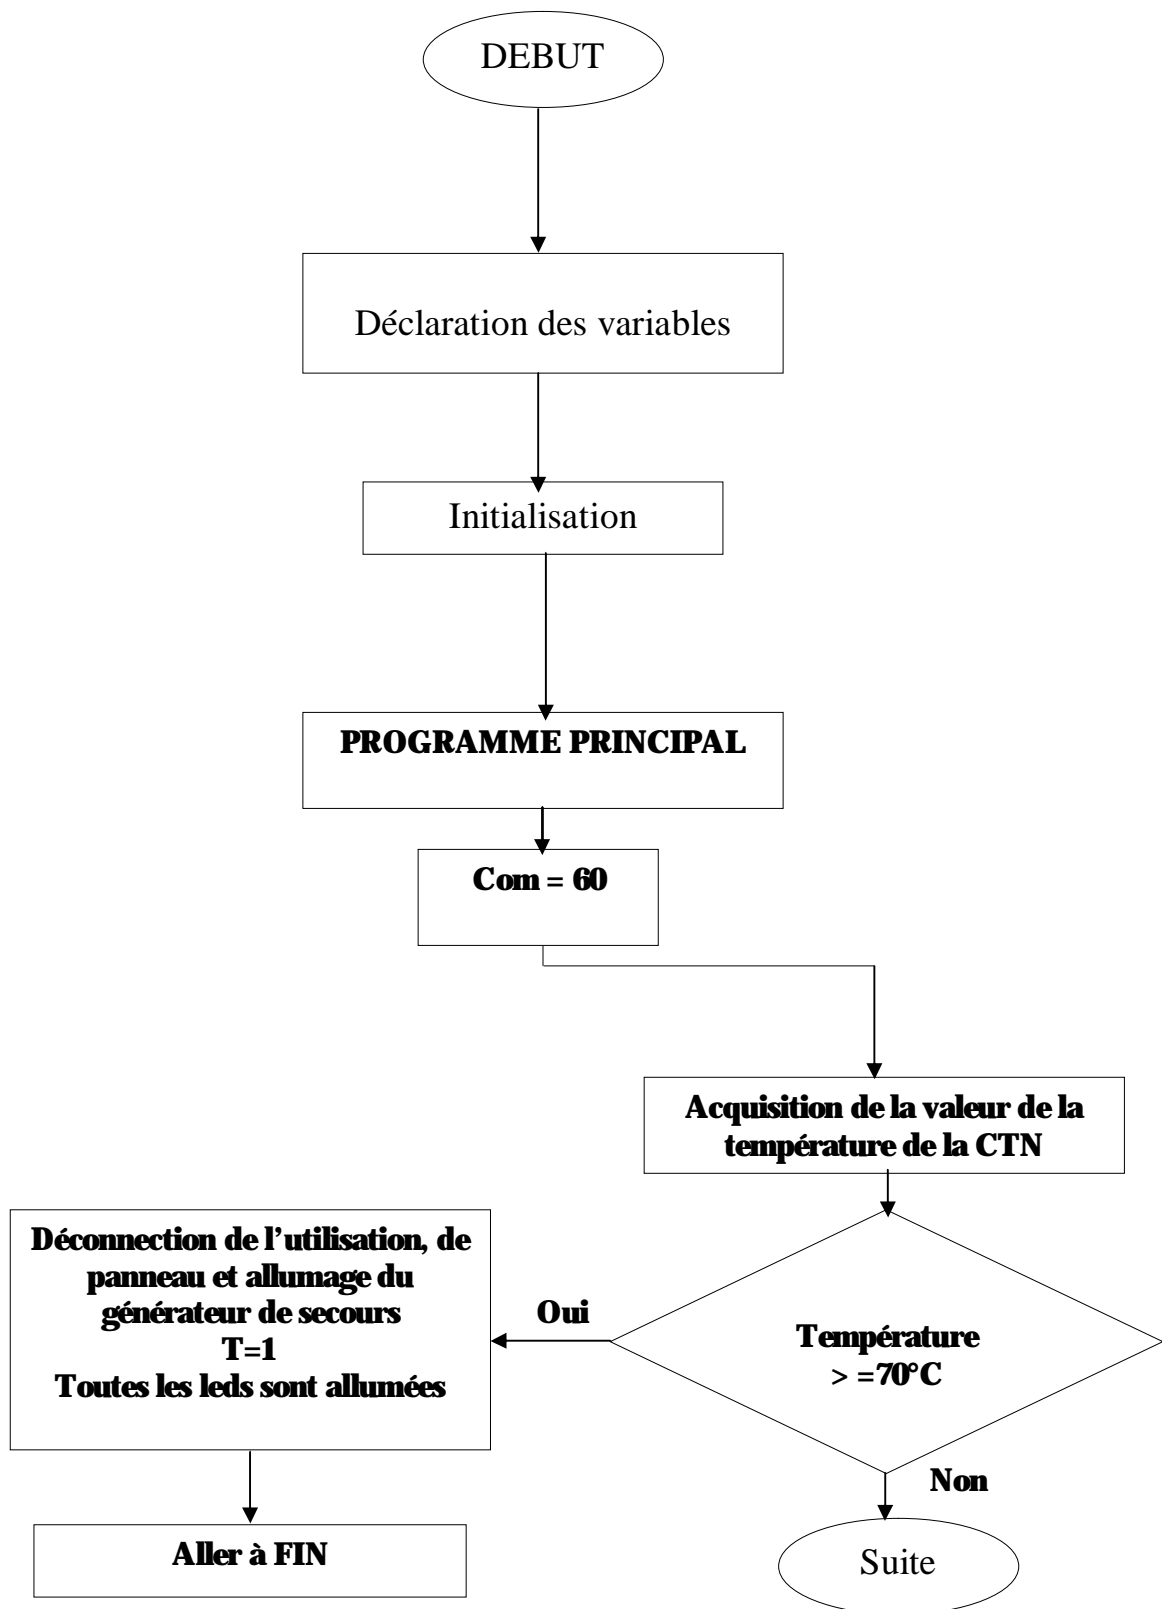 DEBUT
Déclaration des variables
Initialisation
PROGRAMME PRINCIPAL
Com = 60
Acquisition de la valeur de la
température de la CTN
Température
> =70°C
Oui
Déconnection de l’utilisation, de
panneau et allumage du
générateur de secours
T=1
Toutes les leds sont allumées
Aller à FIN
Non
Suite